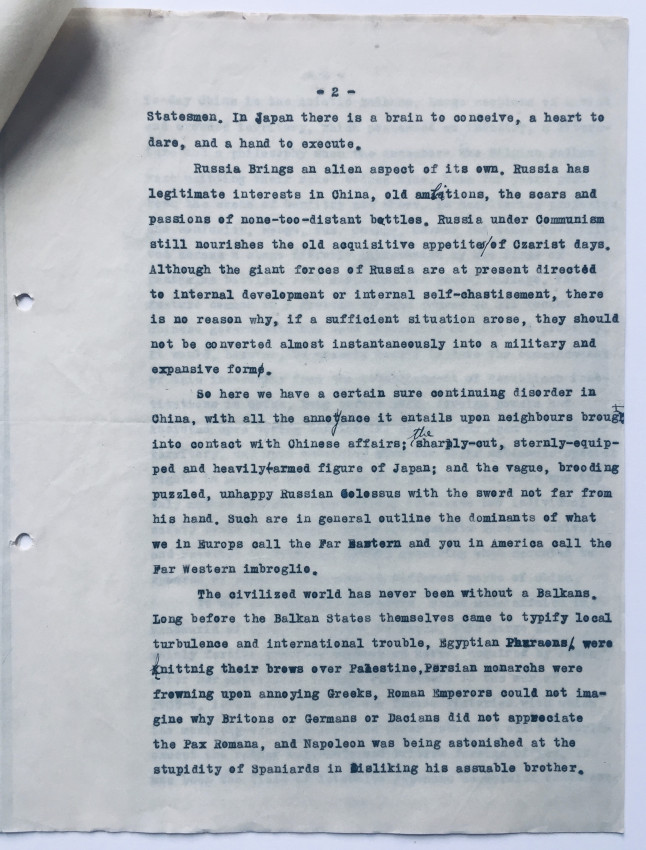 - 2 -
Statesmen. In Japan there is a brain to conceive, a heart to
dare, and a hand to execute.
Russia Brings an alien aspect of its own. Russia has
legitimate interests in China, old ambitions, the scars and
passions of none-too-distant battles. Russia under Communism
still nourishes the old acquisitive appetites/of Czarist days.
Although the giant forces of Russia are at present directed
to internal development or internal self-chastisement, there
is no reason why, if a sufficient situation arose, they should
not be converted almost instantaneously into a military and
expansive form.
So here we have a certain sure continuing disorder in
China, with all the annoyance it entails upon neighbours brought
into contact with Chinese affairs; the sharply-cut, sternly-equip-
ped and heavily-armed figure of Japan; and the vague, brooding
puzzled, unhappy Russian Colossus with the sword not far from
his hand. Such are in general outline the dominants of what
we in Europs call the Far Eastern and you in America call the
Far Western imbroglio.
The civilized world has never been without a Balkans.
Long before the Balkan States themselves came to typify local
turbulence and international trouble, Egyptian Pharaons, were
knittnig their brows over Palestine,Persian monarchs were
frowning upon annoying Greeks, Roman Emperors could not ima-
gine why Britons or Germans or Dacians did not appreciate
the Pax Romana, and Napoleon was being astonished at the
stupidity of Spaniards in Disliking his assuable brother.